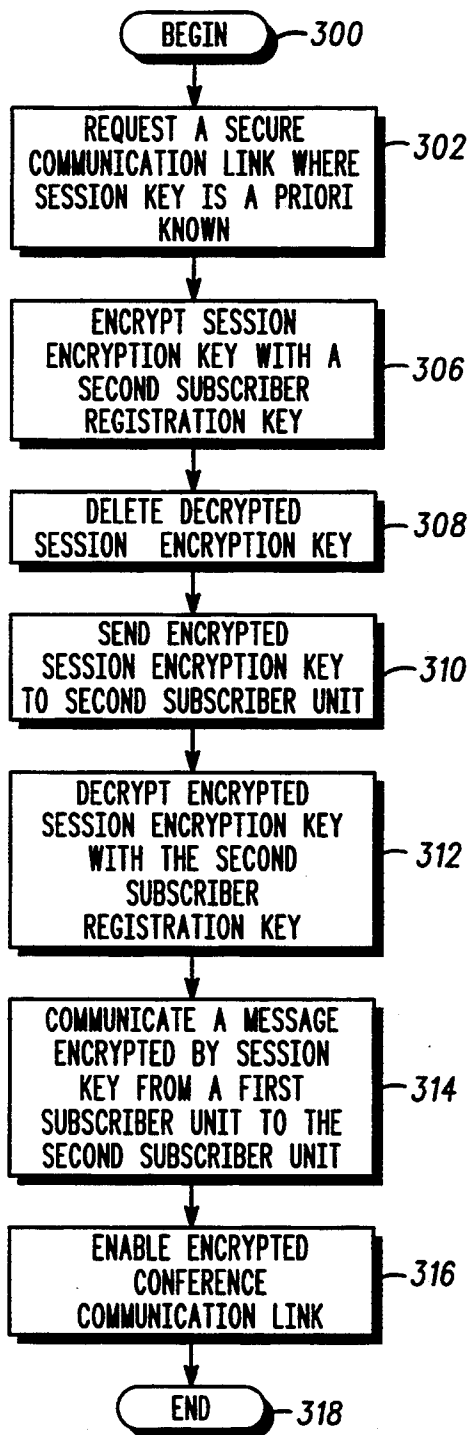 BEGIN
300
REQUEST A SECURE
COMMUNICATION LINK WHERE
SESSION KEY IS A PRIORI
KNOWN
302
ENCRYPT SESSION
ENCRYPTION KEY WITH A
SECOND SUBSCRIBER
REGISTRATION KEY
306
DELETE DECRYPTED
SESSION ENCRYPTION KEY
308
SEND ENCRYPTED
SESSION ENCRYPTION KEY
TO SECOND SUBSCRIBER UNIT
310
DECRYPT ENCRYPTED
SESSION ENCRYPTION KEY
WITH THE SECOND
SUBSCRIBER
REGISTRATION KEY
312
COMMUNICATE A MESSAGE
ENCRYPTED BY SESSION
KEY FROM A FIRST
SUBSCRIBER UNIT TO THE
SECOND SUBSCRIBER UNIT
314
ENABLE ENCRYPTED
CONFERENCE
COMMUNICATION LINK
316
END
318